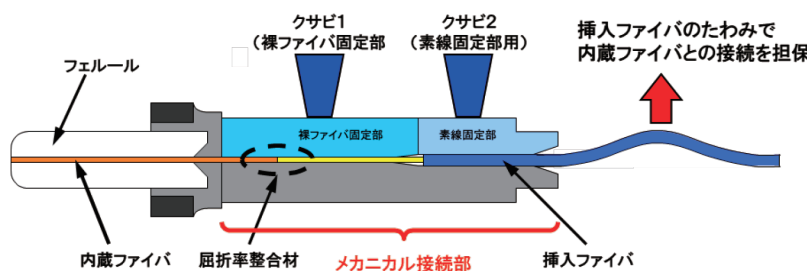 クサビ1
(裸ファイバ固定部)
クサビ2
(素線固定部用)
挿入ファイバのたわみで
内蔵ファイバとの接続を担保
フェルール
裸ファイバ固定部
素線固定部
内蔵ファイバ
屈折率整合材
メカニカル接続部
挿入ファイバ